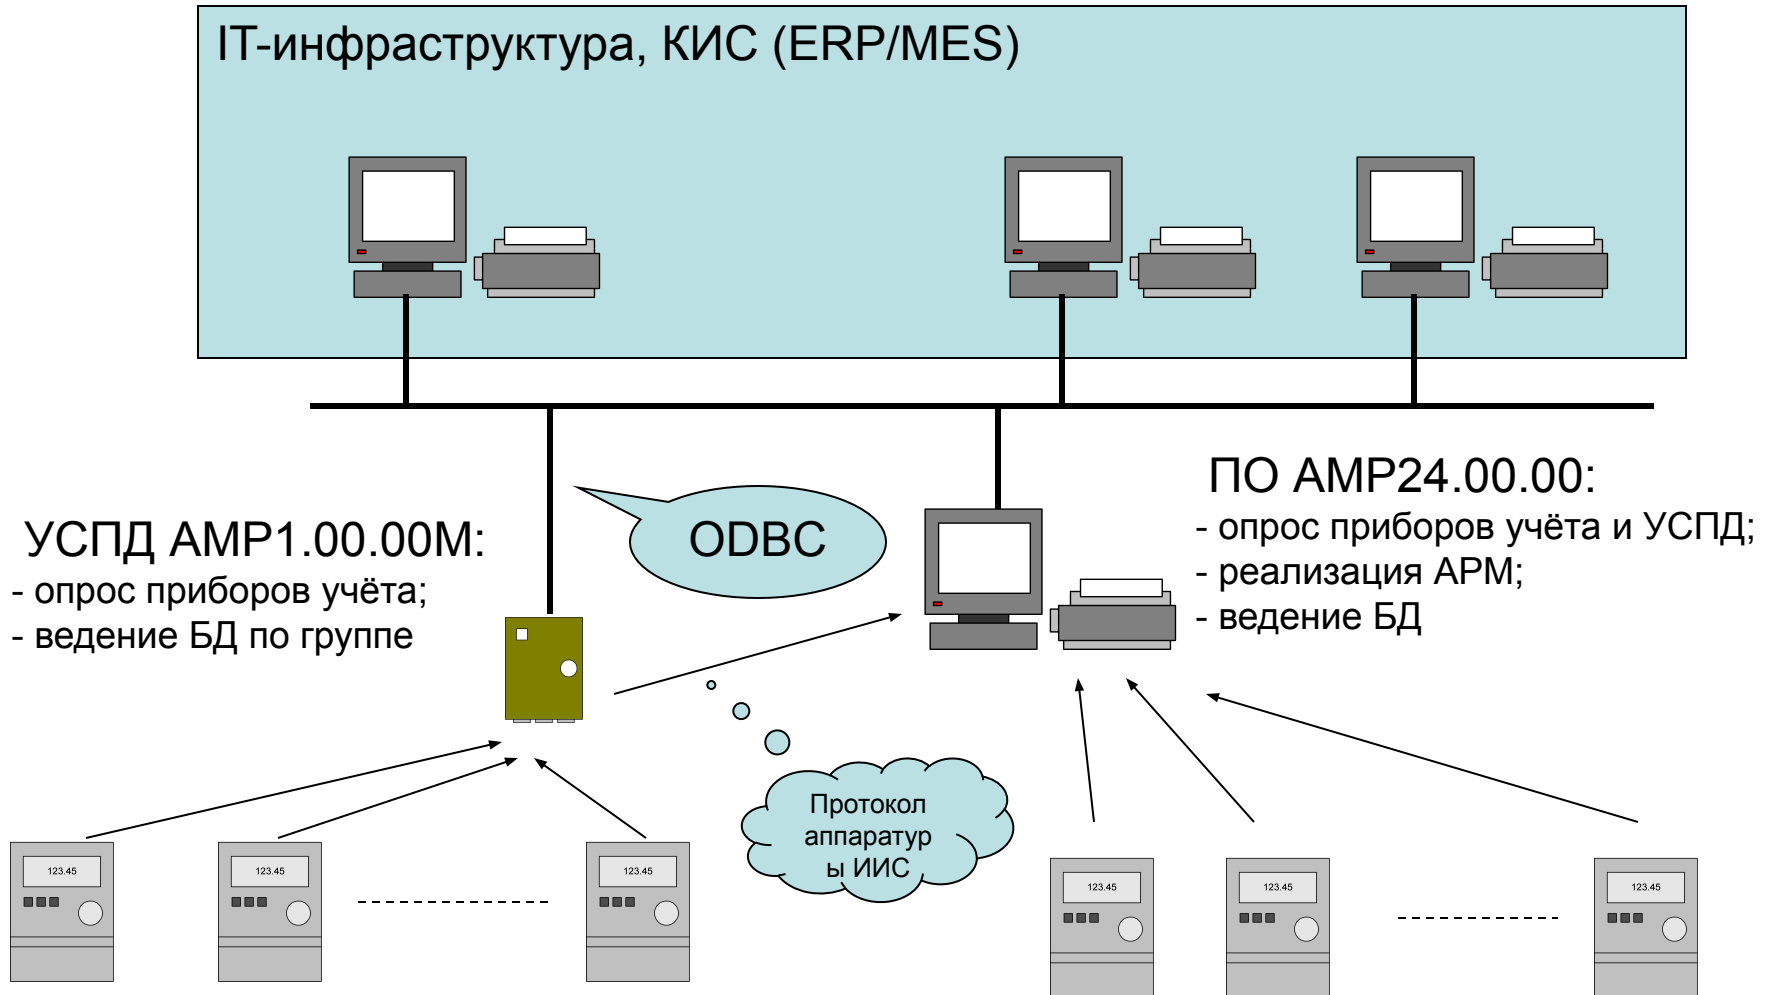 IT-инфраструктура, КИС (ERP/MES)
УСПД АМР1.00.00М:
- опрос приборов учёта;
- ведение БД по группе
ODBC
ПО АМР24.00.00:
- опрос приборов учёта и УСПД;
- реализация АРМ;
- ведение БД
Протокол
аппаратур
ы ИИС
123.45
123.45
123.45
123.45
123.45
123.45